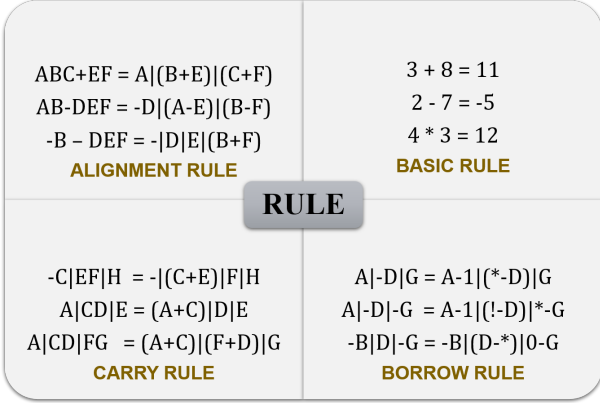 ABC+EF = A|(B+E)|(C+F)
AB-DEF = -D|(A-E)|(B-F)
-B – DEF = -|D|E|(B+F)
ALIGNMENT RULE
3 + 8 = 11
2 - 7 = -5
4 * 3 = 12
BASIC RULE
RULE
-C|EF|H = -|(C+E)|F|H
A|CD|E = (A+C)|D|E
A|CD|FG = (A+C)|(F+D)|G
CARRY RULE
A|-D|G = A-1|(*-D)|G
A|-D|-G = A-1|(!-D)|*-G
-B|D|-G = -B|(D-*)|0-G
BORROW RULE